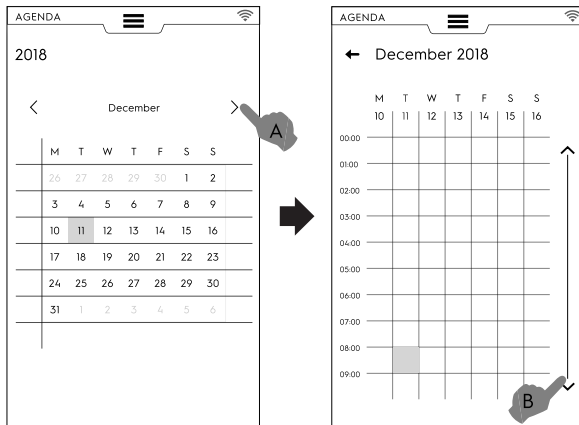 AGENDA
2018
December
A
M T W T F S S
26 27 28 29 30 1 2
3 4 5 6 7 8 9
10 11 12 13 14 15 16
17 18 19 20 21 22 23
24 25 26 27 28 29 30
31 1 2 3 4 5 6
AGENDA
December 2018
M T W T F S S
10 11 12 13 14 15 16
00:00
01:00
02:00
03:00
04:00
05:00
06:00
07:00
08:00
09:00
B